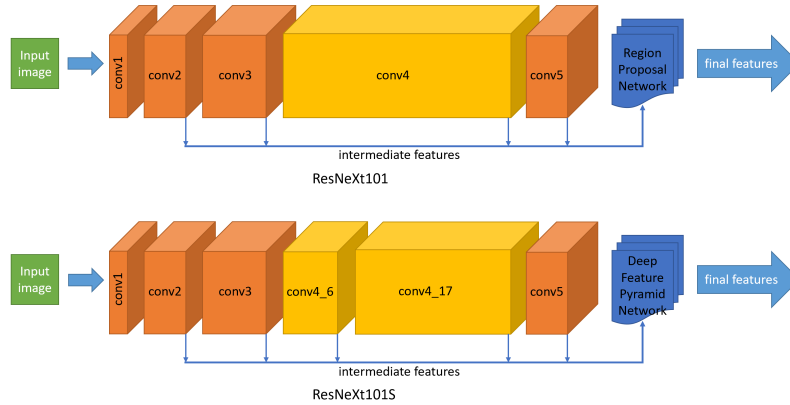 Input
image
conv1
conv2
conv3
conv4
conv5
Region
Proposal
Network
final features
intermediate features
ResNeXt101
Input
image
conv1
conv2
conv3
conv4_6
conv4_17
conv5
Deep
Feature
Pyramid
Network
final features
intermediate features
ResNeXt101S